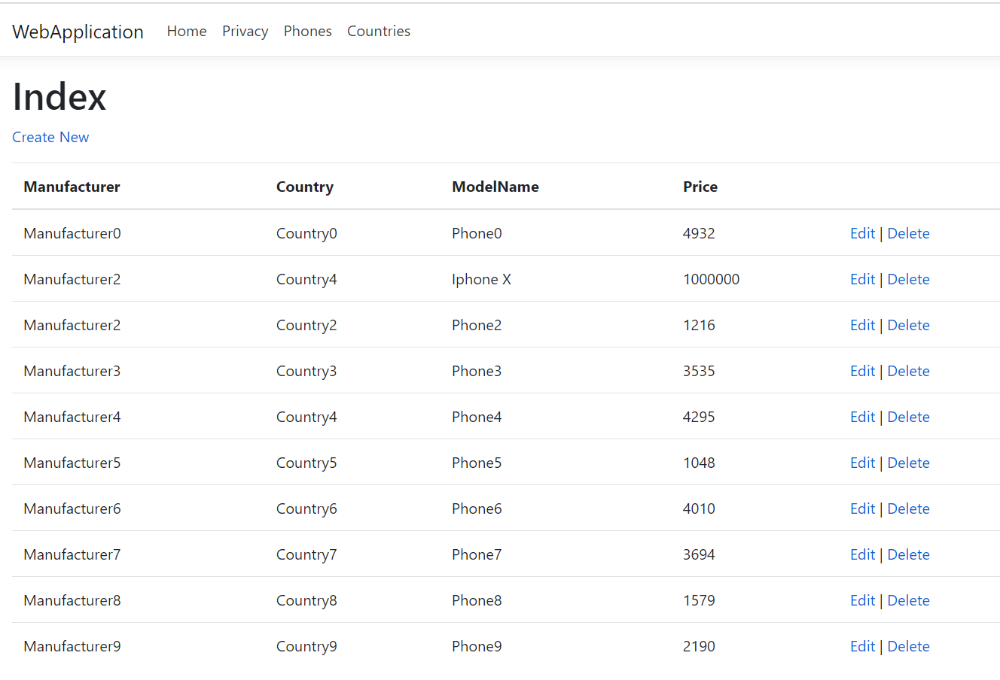 WebApplication Home Privacy Phones Countries
Index
Create New
Manufacturer Country ModelName Price
Manufacturer0 Country0 Phone0 4932 Edit | Delete
Manufacturer2 Country4 Iphone X 1000000 Edit | Delete
Manufacturer2 Country2 Phone2 1216 Edit | Delete
Manufacturer3 Country3 Phone3 3535 Edit | Delete
Manufacturer4 Country4 Phone4 4295 Edit | Delete
Manufacturer5 Country5 Phone5 1048 Edit | Delete
Manufacturer6 Country6 Phone6 4010 Edit | Delete
Manufacturer7 Country7 Phone7 3694 Edit | Delete
Manufacturer8 Country8 Phone8 1579 Edit | Delete
Manufacturer9 Country9 Phone9 2190 Edit | Delete